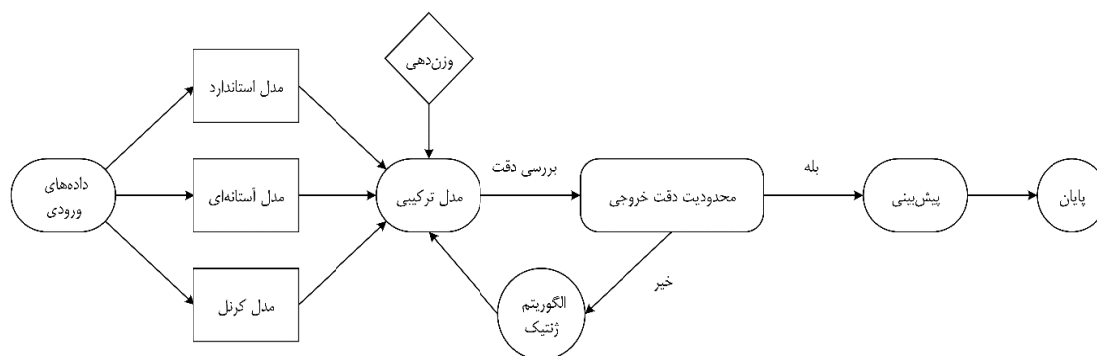 وزن‌دهی
مدل استاندارد
داده‌های
ورودی
مدل آستانه‌ای
مدل ترکیبی
بررسی دقت
محدودیت دقت خروجی
بله
پیش‌بینی
پایان
خیر
مدل کرنل
الگوریتم
ژنتیک